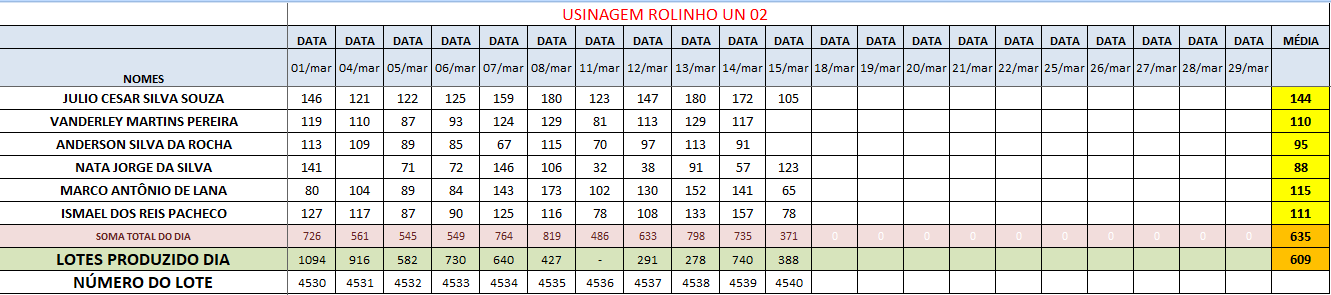 USINAGEM ROLINHO UN 02
DATA DATA DATA DATA DATA DATA DATA DATA DATA DATA DATA DATA DATA DATA DATA DATA DATA DATA DATA DATA MÉDIA
NOMES 01/mar 04/mar 05/mar 06/mar 07/mar 08/mar 11/mar 12/mar 13/mar 14/mar 15/mar 18/mar 19/mar 20/mar 21/mar 22/mar 25/mar 26/mar 27/mar 28/mar 29/mar
JULIO CESAR SILVA SOUZA 146 121 122 125 159 180 123 147 180 172 105 144
VANDERLEY MARTINS PEREIRA 119 110 87 93 124 129 81 113 129 117 110
ANDERSON SILVA DA ROCHA 113 109 89 85 67 115 70 97 113 91 95
NATA JORGE DA SILVA 141 71 72 146 106 32 38 91 57 123 88
MARCO ANTÔNIO DE LANA 80 104 89 84 143 173 102 130 152 141 65 115
ISMAEL DOS REIS PACHECO 127 117 87 90 125 116 78 108 133 157 78 111
SOMA TOTAL DO DIA 726 561 545 549 764 819 486 633 798 735 371 0 0 0 0 0 0 0 0 0 0 635
LOTES PRODUZIDO DIA 1094 916 582 730 640 427 - 291 278 740 388 609
NÚMERO DO LOTE 4530 4531 4532 4533 4534 4535 4536 4537 4538 4539 4540